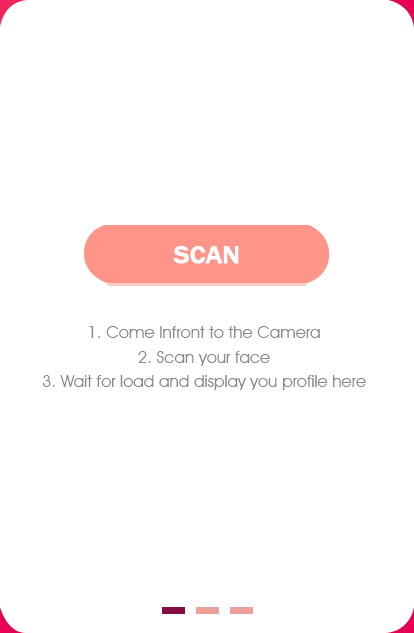 SCAN
1. Come Infront to the Camera
2. Scan your face
3. Wait for load and display you profile here